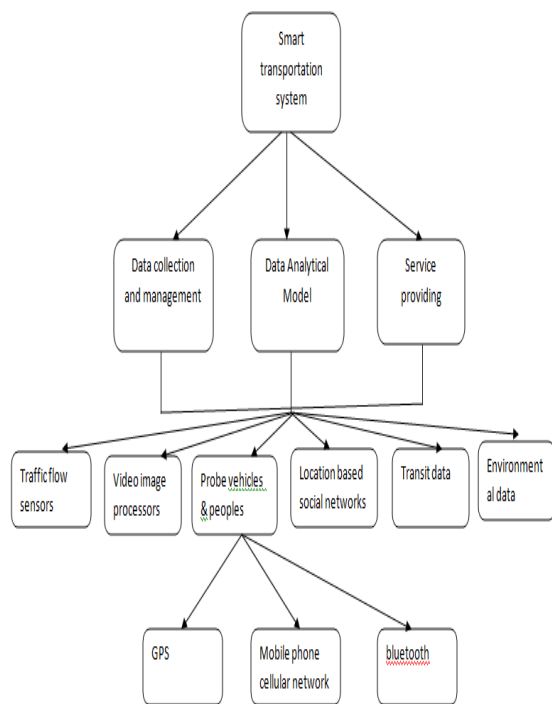 Smart
transportation
system
Data collection
and management
Data Analytical
Model
Service
providing
Traffic flow
sensors
Video image
processors
Probe vehicles
& peoples
Location based
social networks
Transit data
Environment
al data
GPS
Mobile phone
cellular network
bluetooth